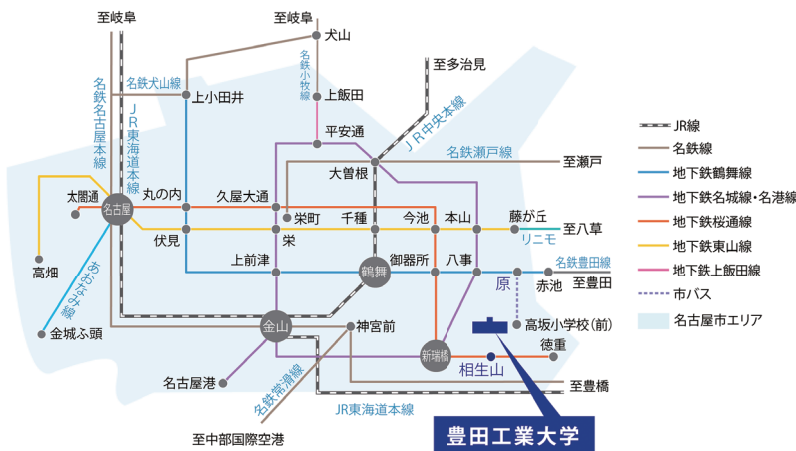 至岐阜
至岐阜
犬山
名鉄小牧線
至多治見
名鉄犬山線
上小田井
上飯田
JR中央本線
名鉄名古屋本線
JR東海道本線
平安通
名鉄瀬戸線
大曽根
至瀬戸
太閤通
名古屋
丸の内
久屋大通
栄町
千種
今池
本山
藤が丘
至八草
リニモ
伏見
栄
上前津
鶴舞
御器所
八事
名鉄豊田線
原
赤池
至豊田
高畑
あおなみ線
金城ふ頭
金山
神宮前
高坂小学校(前)
新瑞橋
徳重
相生山
名古屋港
名鉄常滑線
至豊橋
JR東海道本線
至中部国際空港
豊田工業大学
JR線
名鉄線
地下鉄鶴舞線
地下鉄名城線・名港線
地下鉄桜通線
地下鉄東山線
地下鉄上飯田線
市バス
名古屋市エリア